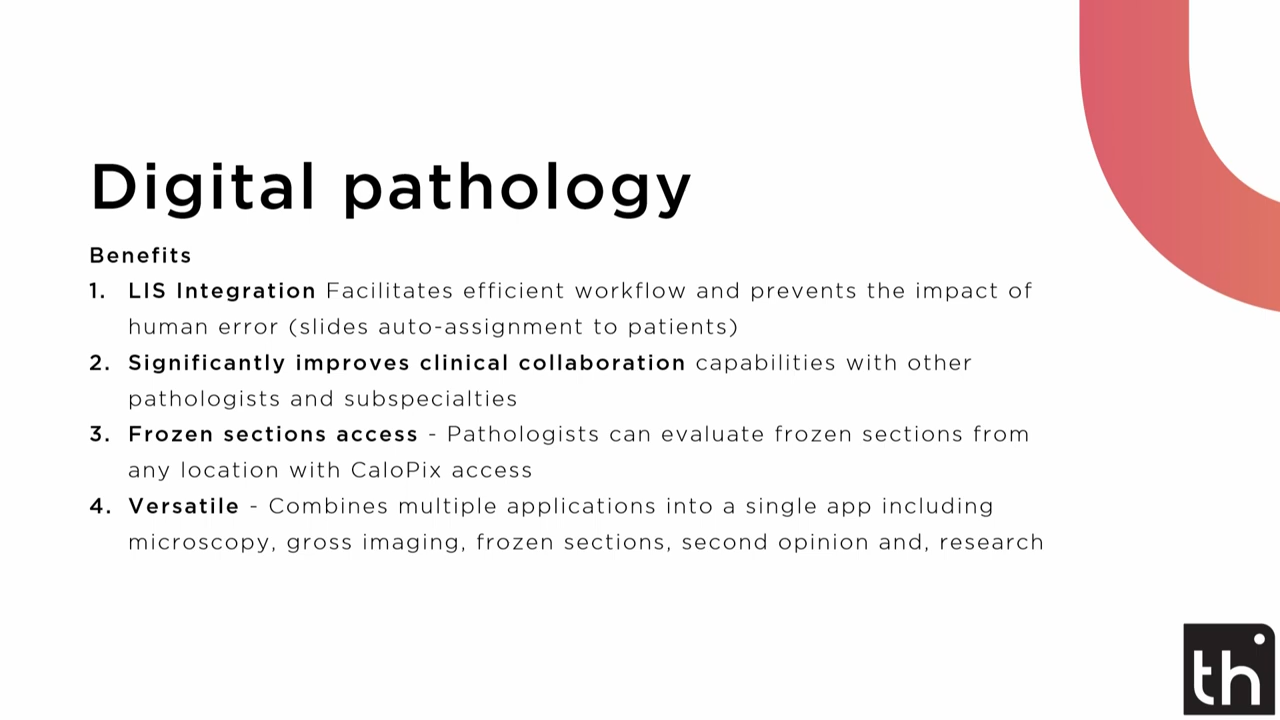 Digital pathology
Benefits
1. LIS Integration Facilitates efficient workflow and prevents the impact of
human error (slides auto-assignment to patients)
2. Significantly improves clinical collaboration capabilities with other
pathologists and subspecialties
3. Frozen sections access - Pathologists can evaluate frozen sections from
any location with CaloPix access
4. Versatile - Combines multiple applications into a single app including
microscopy, gross imaging, frozen sections, second opinion and, research
th